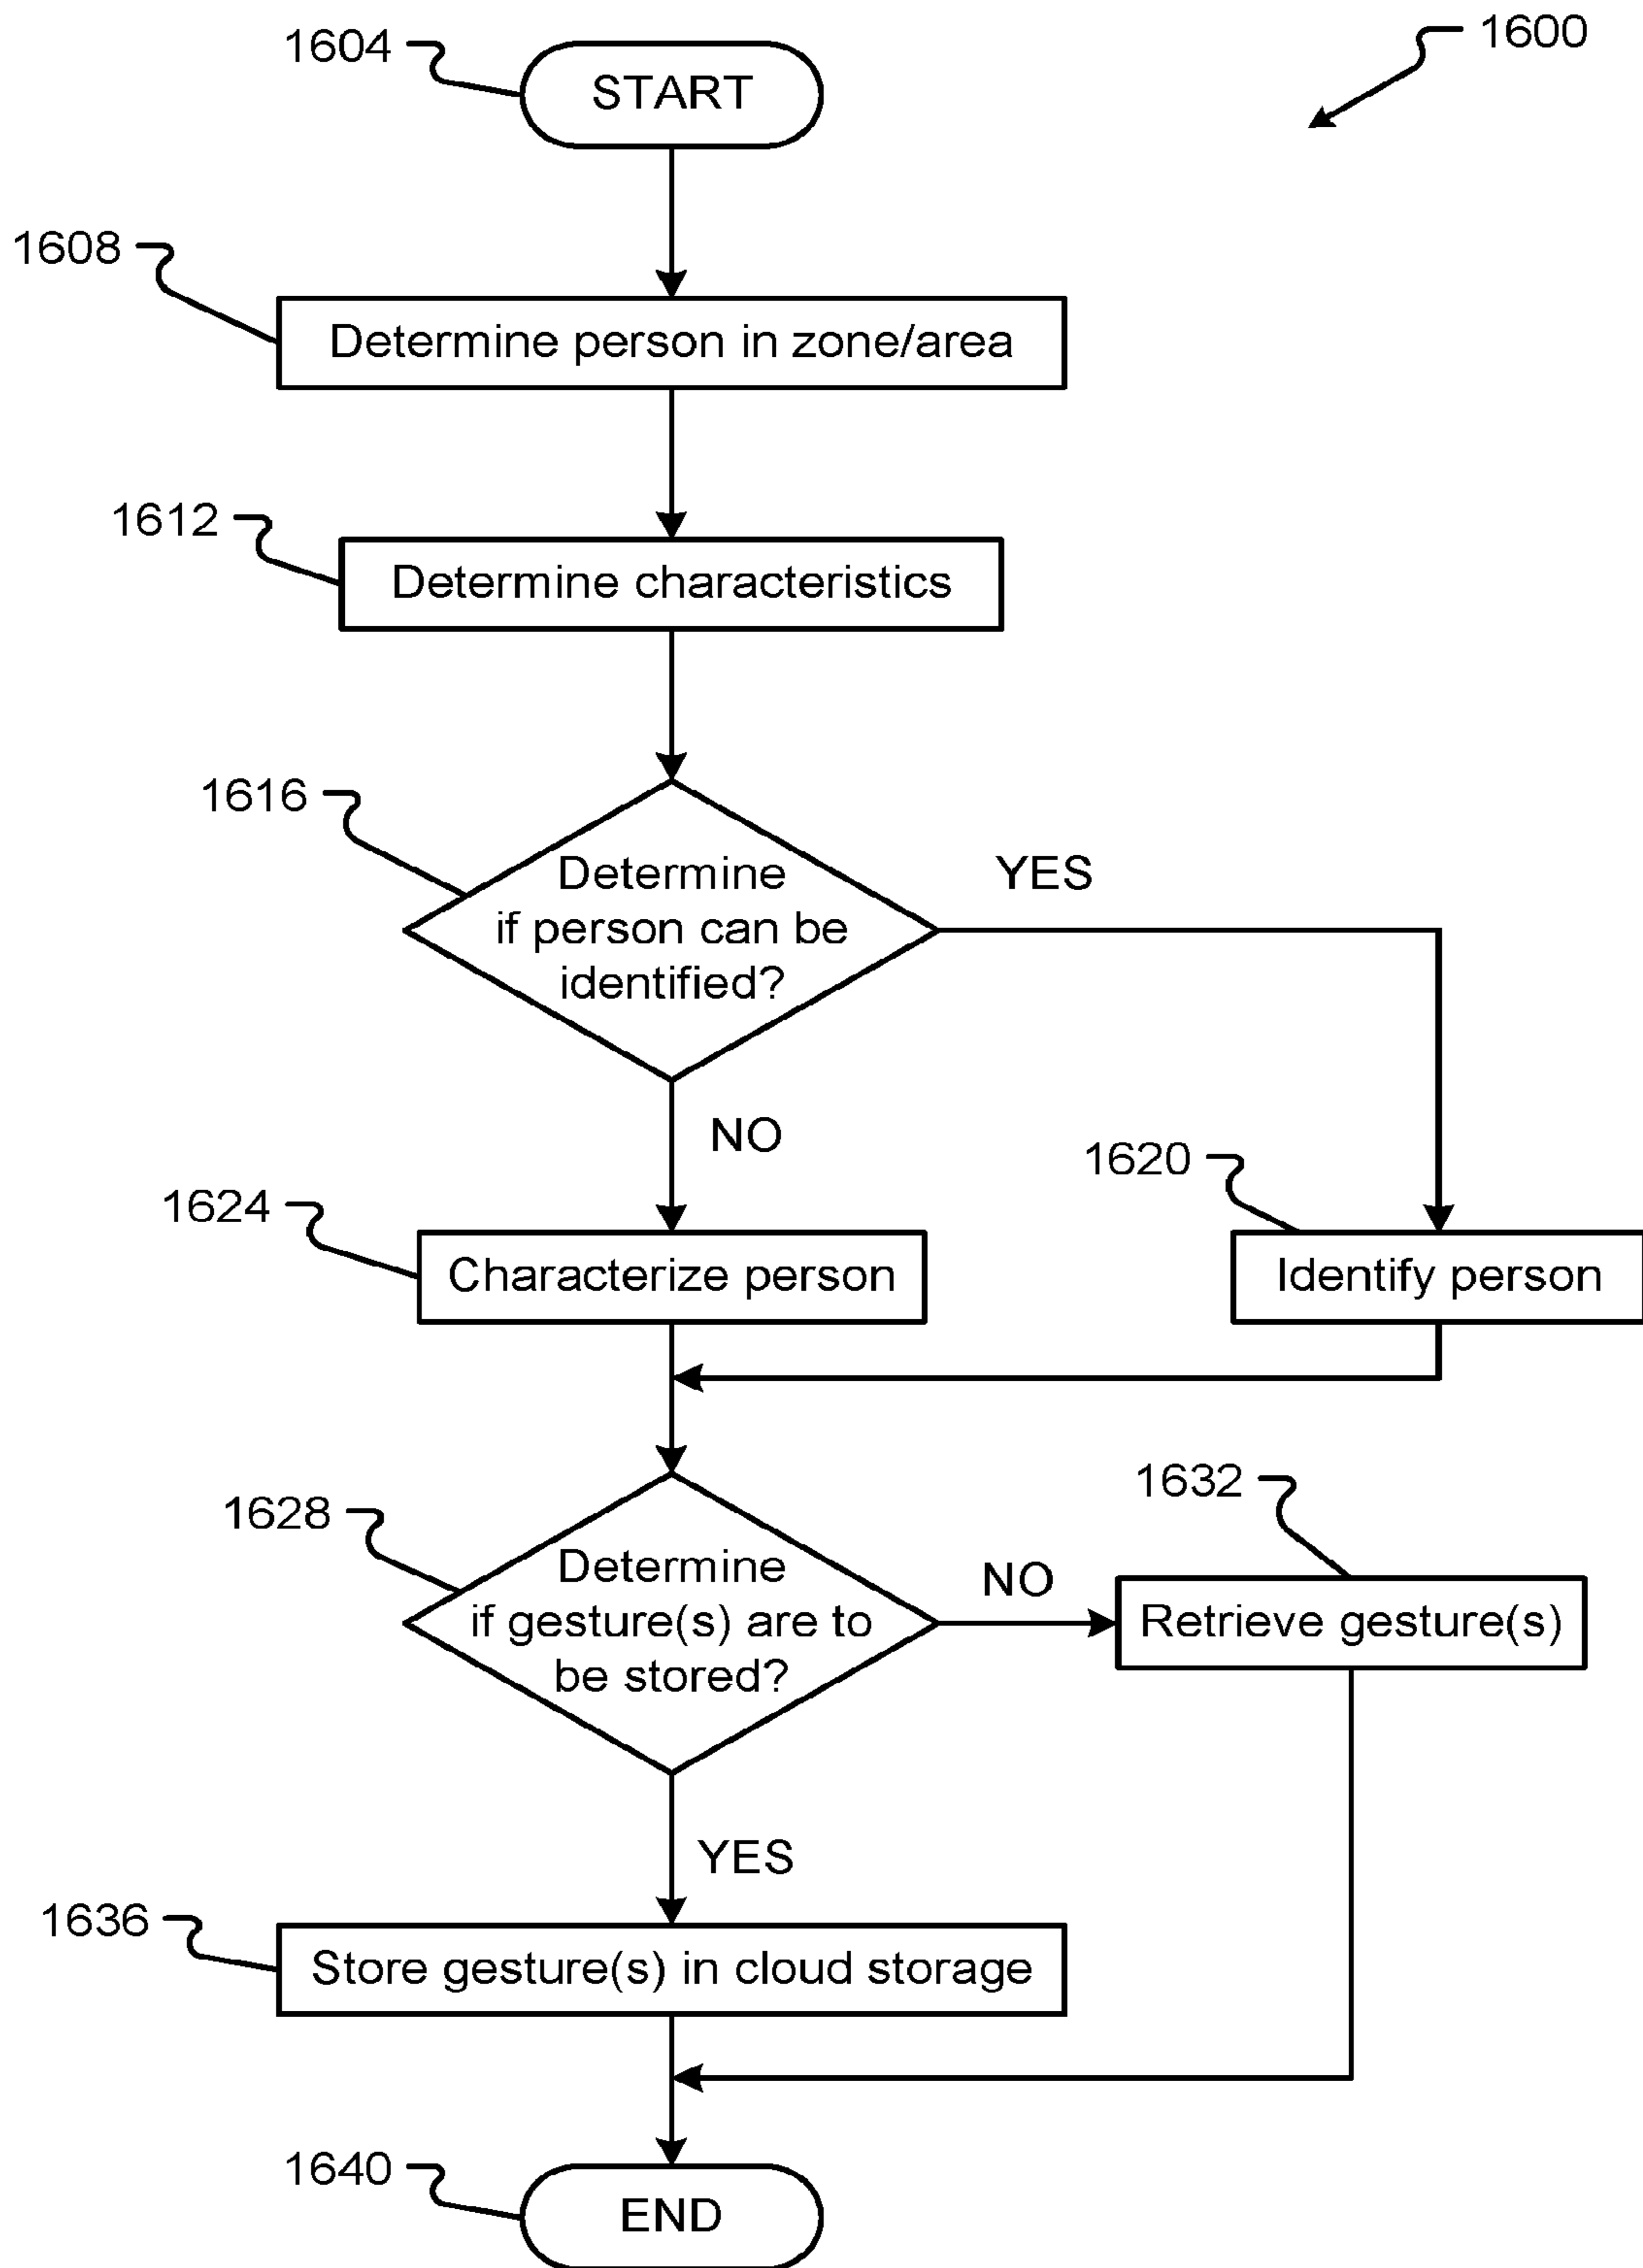 1600
1604
START
1608
Determine person in zone/area
1612
Determine characteristics
1616
Determine
if person can be
identified?
YES
NO
1620
1624
Characterize person
Identify person
1632
1628
Determine
if gesture(s) are to
be stored?
NO
Retrieve gesture(s)
YES
1636
Store gesture(s) in cloud storage
1640
END